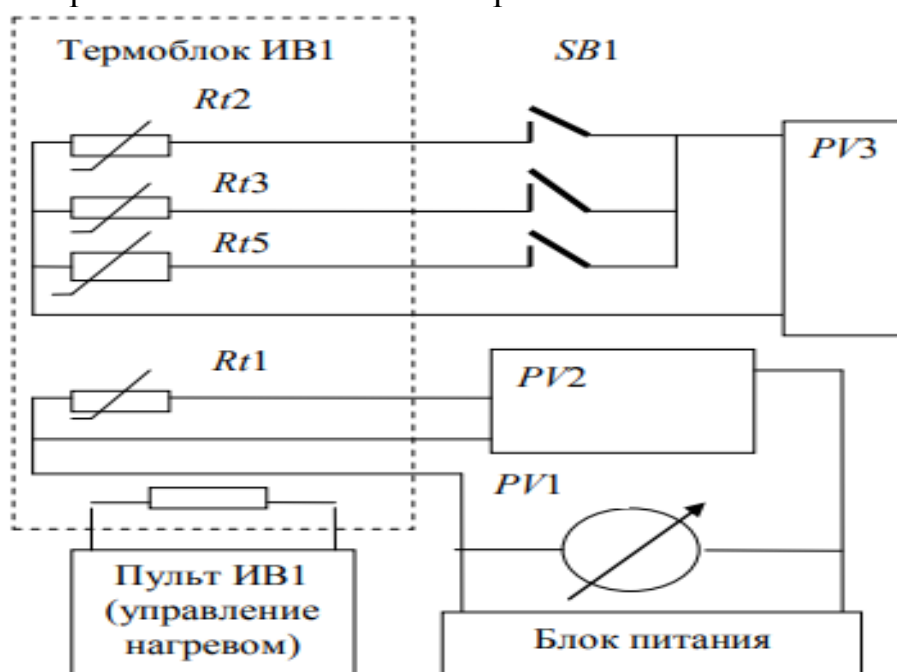 Термоблок ИВ1
SB1
Rt2
PV3
Rt3
Rt5
Rt1
PV2
PV1
Пульт ИВ1
(управление
нагревом)
Блок питания